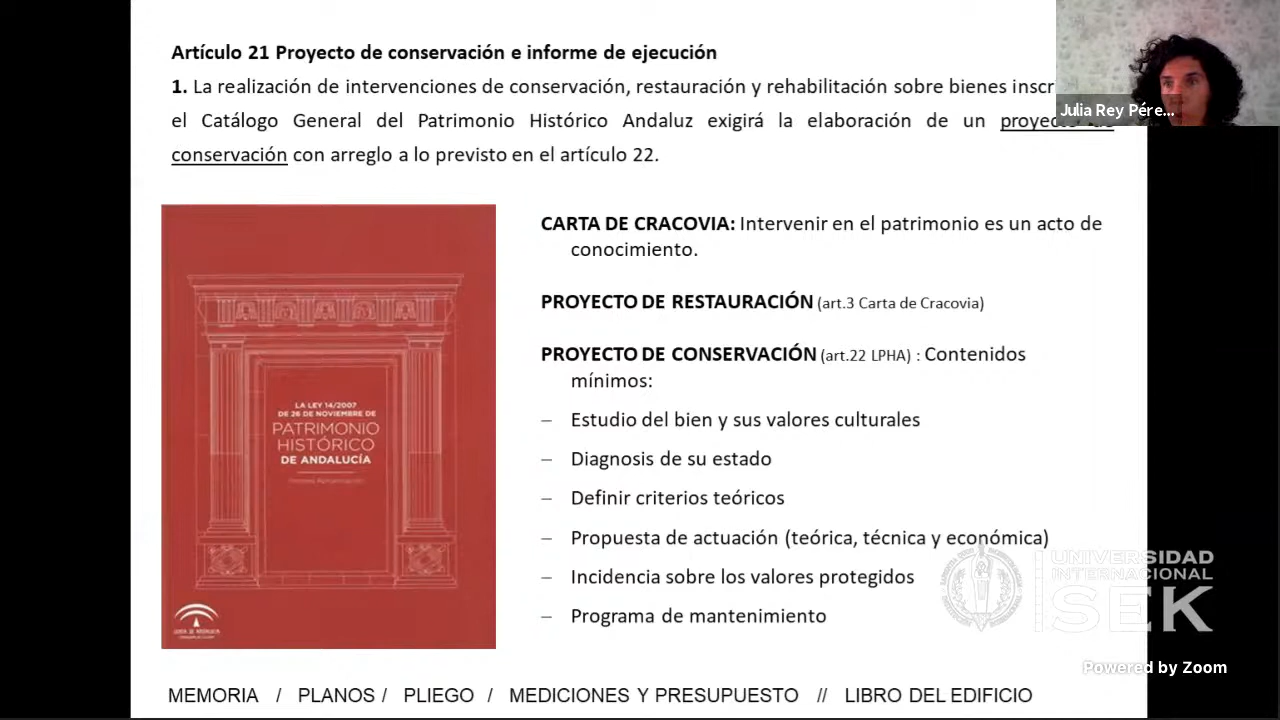 Artículo 21 Proyecto de conservación e informe de ejecución
1. La realización de intervenciones de conservación, restauración y rehabilitación sobre bienes
el Catálogo General del Patrimonio Histórico Andaluz exigirá la elaboración de un proyecto
conservación con arreglo a lo previsto en el artículo 22.
Julia Rey Pére...
CARTA DE CRACOVIA: Intervenir en el patrimonio es un acto de
conocimiento.
PROYECTO DE RESTAURACIÓN (art.3 Carta de Cracovia)
PROYECTO DE CONSERVACIÓN (art.22 LPHA) : Contenidos
mínimos:
– Estudio del bien y sus valores culturales
– Diagnosis de su estado
– Definir criterios teóricos
– Propuesta de actuación (teórica, técnica y económica)
– Incidencia sobre los valores protegidos
– Programa de mantenimiento
LA LEY 14/2007
DE 26 DE NOVIEMBRE DE
PATRIMONIO
HISTÓRICO
DE ANDALUCÍA
JUNTA DE ANDALUCIA
UNIVERSIDAD
INTERNACIONAL
SEK
Powered by Zoom
MEMORIA / PLANOS / PLIEGO / MEDICIONES Y PRESUPUESTO // LIBRO DEL EDIFICIO